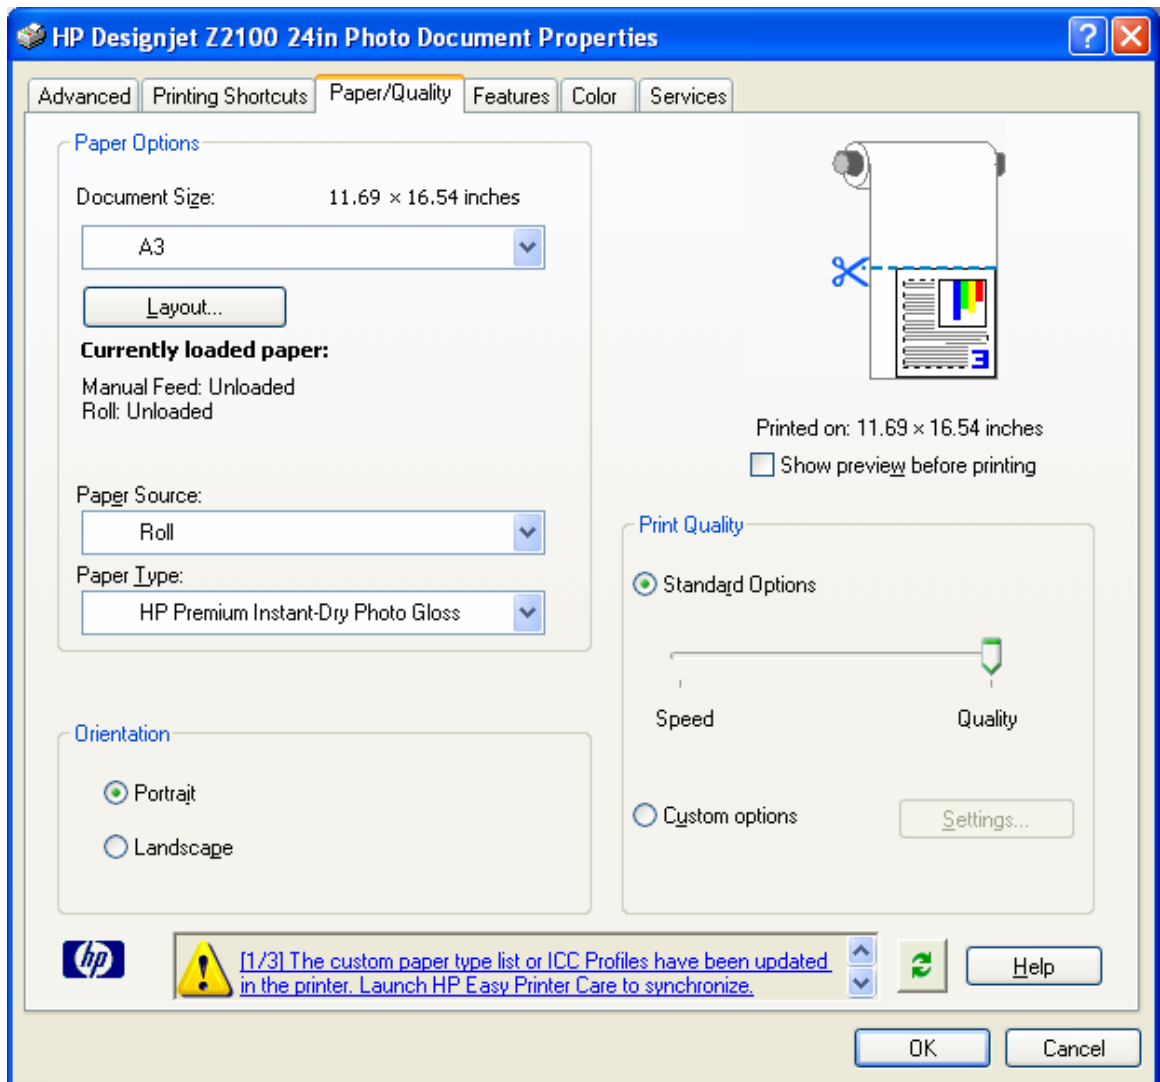 HP Designjet Z2100 24in Photo Document Properties
Advanced Printing Shortcuts Paper/Quality Features Color Services
Paper Options
Document Size: 11.69 × 16.54 inches
A3
Layout...
Currently loaded paper:
Manual Feed: Unloaded
Roll: Unloaded
Paper Source:
Roll
Paper Type:
HP Premium Instant-Dry Photo Gloss
Orientation
Portrait
Landscape
3
Printed on: 11.69 × 16.54 inches
Show preview before printing
Print Quality
Standard Options
Speed Quality
Custom options Settings...
hp
[1/3] The custom paper type list or ICC Profiles have been updated
in the printer. Launch HP Easy Printer Care to synchronize.
Help
OK Cancel